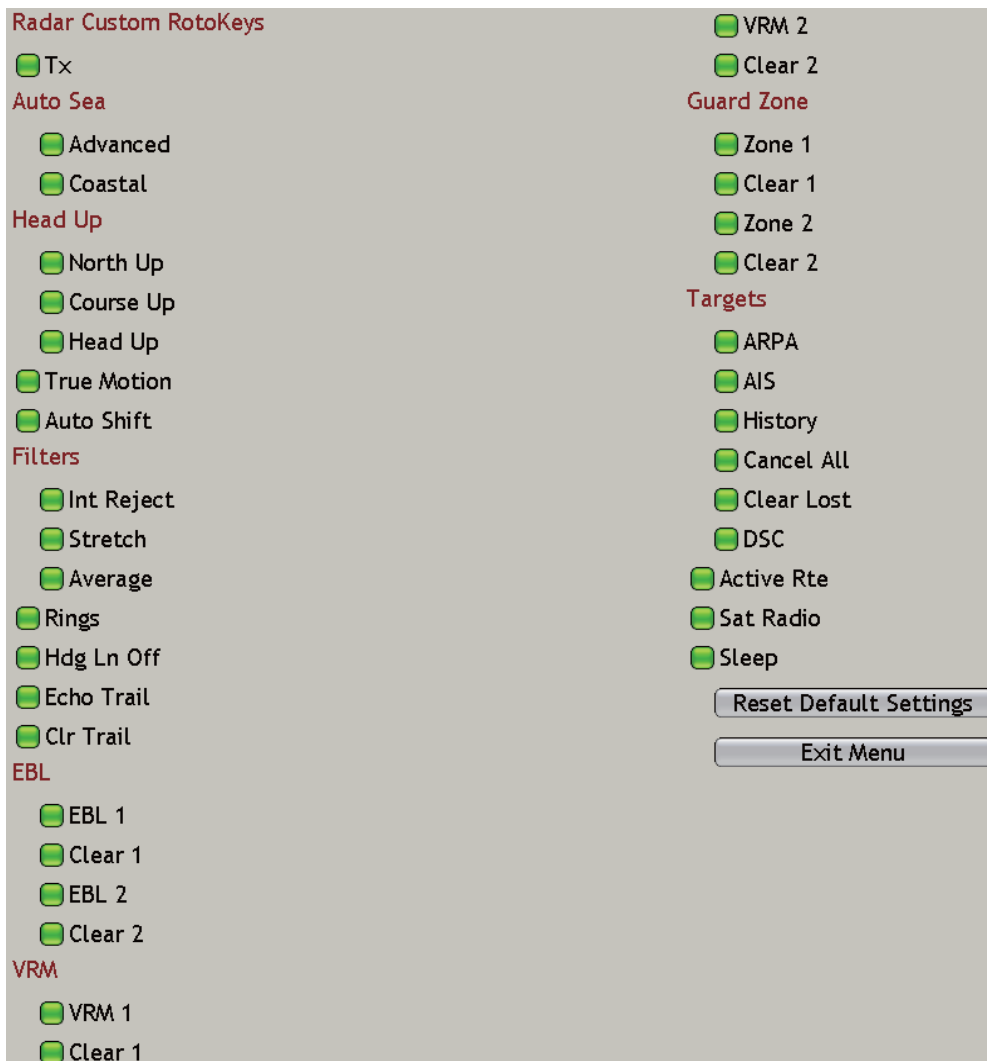 Radar Custom RotoKeys
Tx
Auto Sea
Advanced
Coastal
Head Up
North Up
Course Up
Head Up
True Motion
Auto Shift
Filters
Int Reject
Stretch
Average
Rings
Hdg Ln Off
Echo Trail
Clr Trail
EBL
EBL 1
Clear 1
EBL 2
Clear 2
VRM
VRM 1
Clear 1
VRM 2
Clear 2
Guard Zone
Zone 1
Clear 1
Zone 2
Clear 2
Targets
ARPA
AIS
History
Cancel All
Clear Lost
DSC
Active Rte
Sat Radio
Sleep
Reset Default Settings
Exit Menu